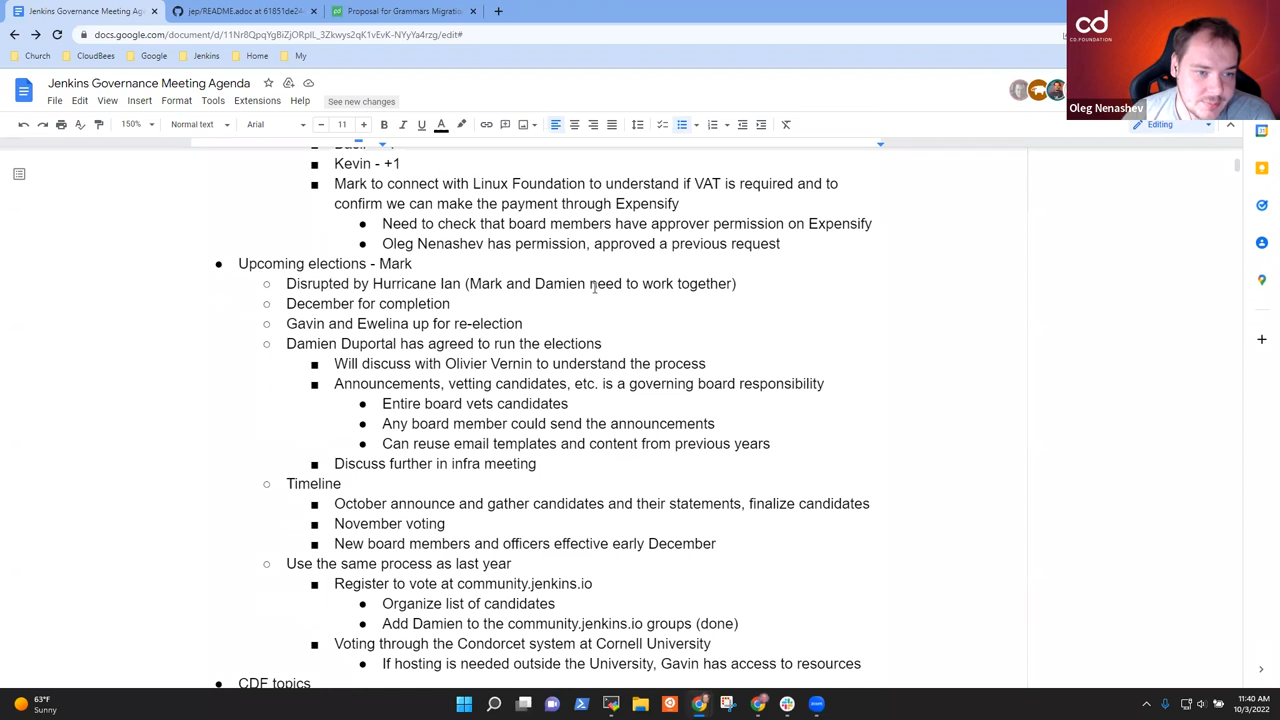 Jenkins Governance Meeting Age
jep/README.adoc at 61851de24
Proposal for Grammars Migratio
docs.google.com/document/d/11Nr8QpqYgBiZjORplL_3Zkwys2qK1vEvK-NVyYa4rzg/edit#
Church
CloudBees
Google
Jenkins
Home
My
cd
CD.FOUNDATION
Oleg Nenashev
Jenkins Governance Meeting Agenda
File Edit View Insert Format Tools Extensions Help
See new changes
150% Normal text Arial 11 Editing
Kevin - +1
Mark to connect with Linux Foundation to understand if VAT is required and to
confirm we can make the payment through Expensify
Need to check that board members have approver permission on Expensify
Oleg Nenashev has permission, approved a previous request
Upcoming elections - Mark
Disrupted by Hurricane Ian (Mark and Damien need to work together)
December for completion
Gavin and Ewelina up for re-election
Damien Duportal has agreed to run the elections
Will discuss with Olivier Vernin to understand the process
Announcements, vetting candidates, etc. is a governing board responsibility
Entire board vets candidates
Any board member could send the announcements
Can reuse email templates and content from previous years
Discuss further in infra meeting
Timeline
October announce and gather candidates and their statements, finalize candidates
November voting
New board members and officers effective early December
Use the same process as last year
Register to vote at community.jenkins.io
Organize list of candidates
Add Damien to the community.jenkins.io groups (done)
Voting through the Condorcet system at Cornell University
If hosting is needed outside the University, Gavin has access to resources
CDF topics
63°F
Sunny
11:40 AM
10/3/2022